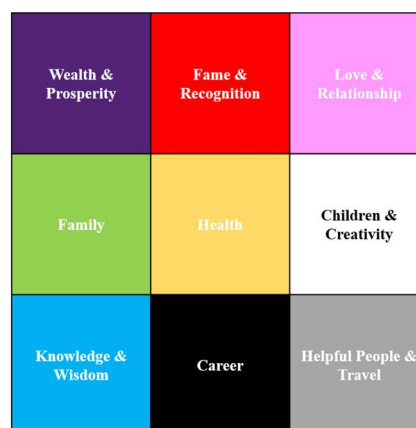 Wealth &
Prosperity
Fame &
Recognition
Love &
Relationship
Family
Health
Children &
Creativity
Knowledge &
Wisdom
Career
Helpful People &
Travel